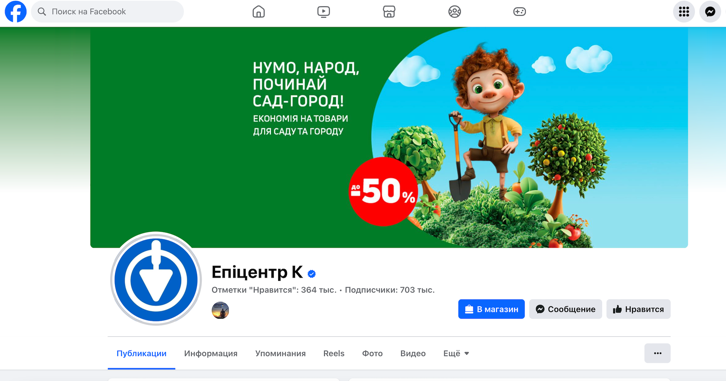 Поиск на Facebook
НУМО, НАРОД,
ПОЧИНАЙ
САД-ГОРОД!
ЕКОНОМІЯ НА ТОВАРИ
ДЛЯ САДУ ТА ГОРОДУ
ДО -50%
Епіцентр К
Отметки "Нравится": 364 тыс. • Подписчики: 703 тыс.
В магазин Сообщение Нравится
Публикации Информация Упоминания Reels Фото Видео Ещё